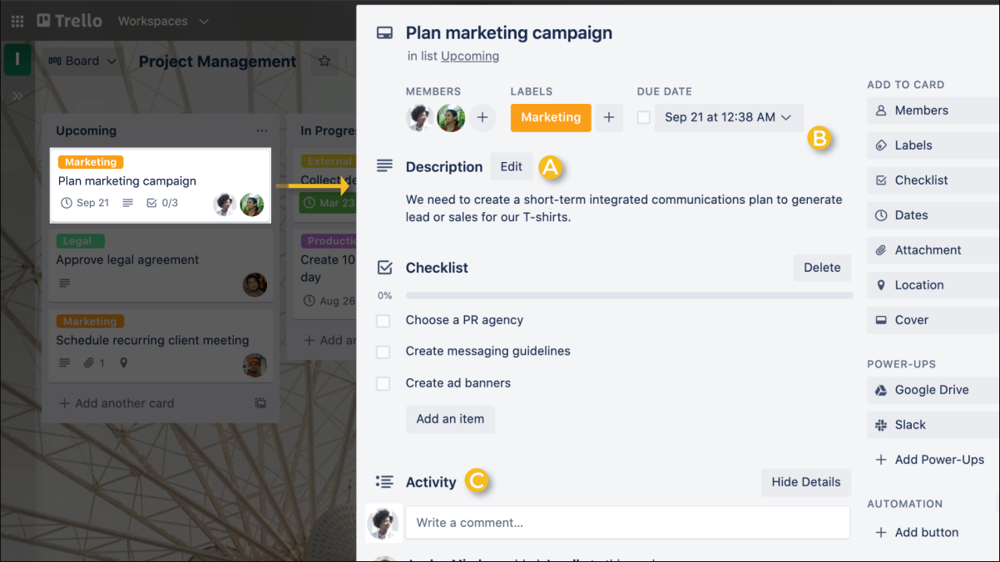 Trello
Workspaces
I
Board
Project Management
Upcoming
Marketing
Plan marketing campaign
Sep 21
0/3
Legal
Approve legal agreement
Marketing
Schedule recurring client meeting
1
Add another card
In Progres
External
Collect
Mar 23
Productio
Create 10
day
Aug 26
Add
Plan marketing campaign
in list Upcoming
MEMBERS
LABELS
DUE DATE
Marketing
Sep 21 at 12:38 AM
B
Description
Edit
A
We need to create a short-term integrated communications plan to generate
lead or sales for our T-shirts.
Checklist
Delete
0%
Choose a PR agency
Create messaging guidelines
Create ad banners
Add an item
Activity
C
Hide Details
Write a comment...
ADD TO CARD
Members
Labels
Checklist
Dates
Attachment
Location
Cover
POWER-UPS
Google Drive
Slack
Add Power-Ups
AUTOMATION
Add button